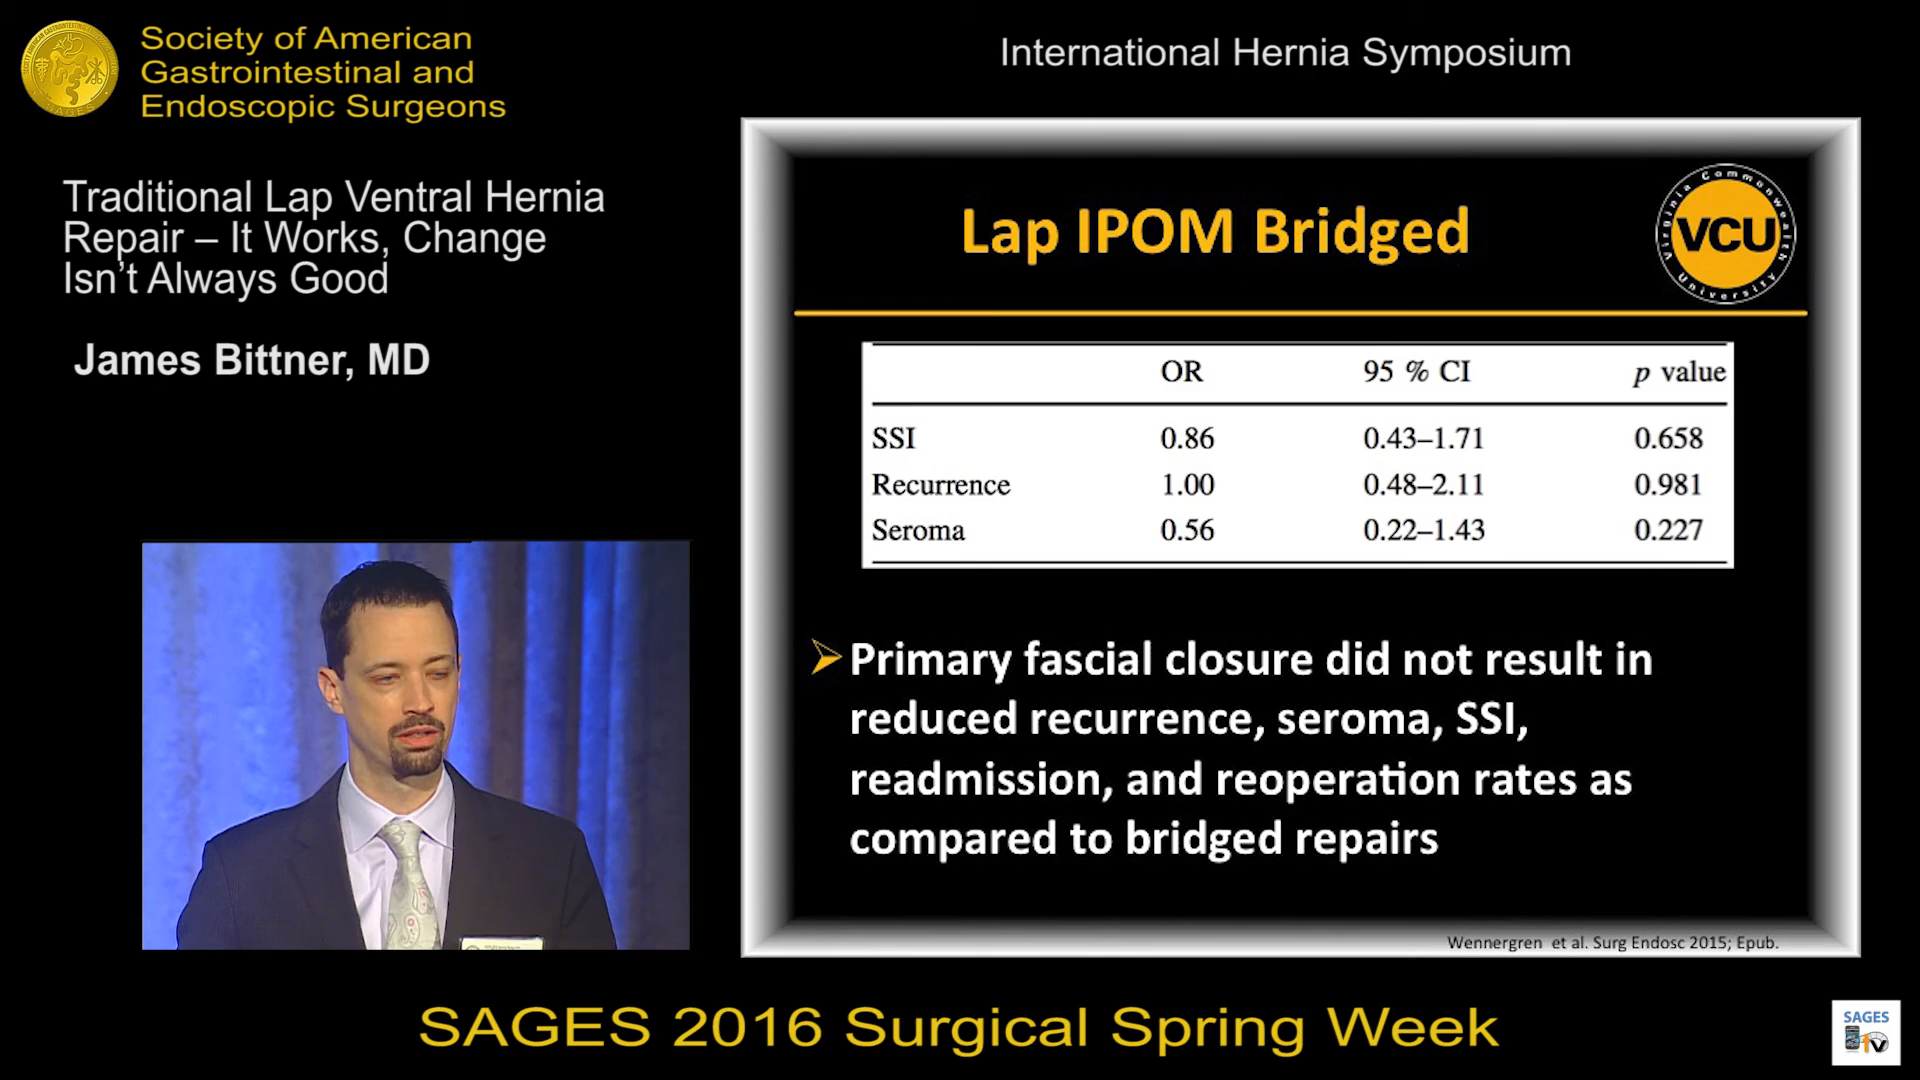 Society of American
Gastrointestinal and
Endoscopic Surgeons
International Hernia Symposium
Traditional Lap Ventral Hernia
Repair – It Works, Change
Isn't Always Good
James Bittner, MD
Lap IPOM Bridged
Virginia Commonwealth University
VCU
OR 95 % CI p value
SSI 0.86 0.43–1.71 0.658
Recurrence 1.00 0.48–2.11 0.981
Seroma 0.56 0.22–1.43 0.227
Primary fascial closure did not result in
reduced recurrence, seroma, SSI,
readmission, and reoperation rates as
compared to bridged repairs
Wennergren et al. Surg Endosc 2015; Epub.
SAGES 2016 Surgical Spring Week
SAGES
TV